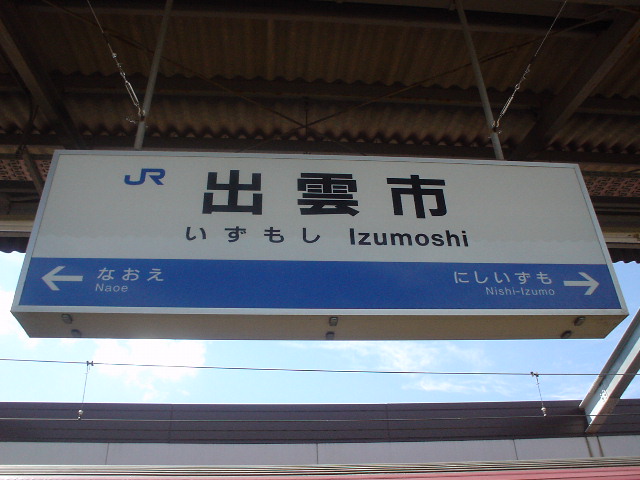 JR 出雲市
いずもし Izumoshi
← なおえ
Naoe
にしいずも →
Nishi-Izumo